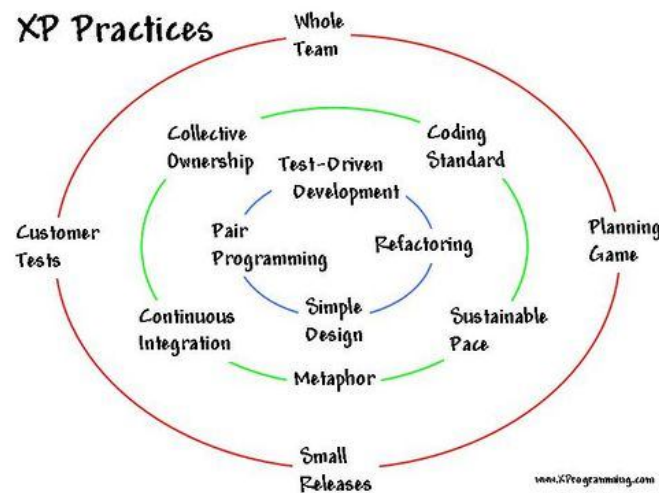 XP Practices
Whole
Team
Collective
Ownership
Coding
Standard
Test-Driven
Development
Customer
Tests
Pair
Programming
Refactoring
Planning
Game
Continuous
Integration
Simple
Design
Sustainable
Pace
Metaphor
Small
Releases
www.XProgramming.com